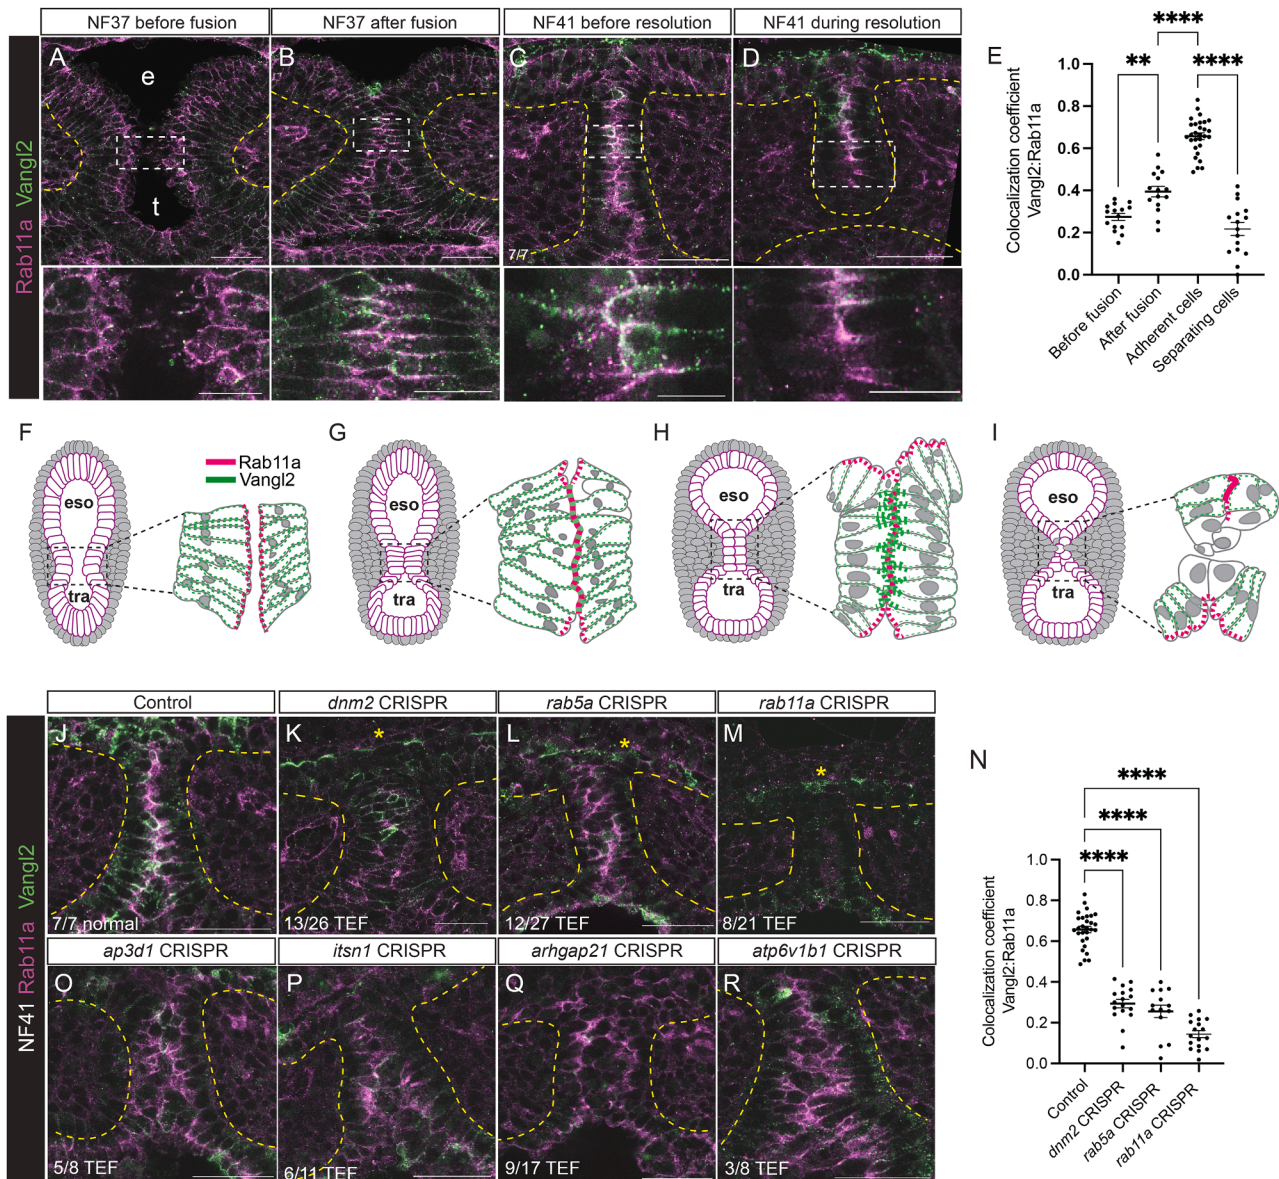 NF37 before fusion
NF37 after fusion
NF41 before resolution
NF41 during resolution
Rab11a Vangl2
A
e
t
B
C
7/7
D
E
****
** ****
Colocalization coefficient
Vangl2:Rab11a
1.0
0.8
0.6
0.4
0.2
0.0
Before fusion
After fusion
Adherent cells
Separating cells
F
eso
tra
Rab11a
Vangl2
G
eso
tra
H
eso
tra
I
eso
tra
Control
dnm2 CRISPR
rab5a CRISPR
rab11a CRISPR
NF41 Rab11a Vangl2
J
7/7 normal
K
*
13/26 TEF
L
*
12/27 TEF
M
*
8/21 TEF
ap3d1 CRISPR
itsn1 CRISPR
arhgap21 CRISPR
atp6v1b1 CRISPR
O
5/8 TEF
P
6/11 TEF
Q
9/17 TEF
R
3/8 TEF
N
****
****
****
Colocalization coefficient
Vangl2:Rab11a
1.0
0.8
0.6
0.4
0.2
0.0
Control
dnm2 CRISPR
rab5a CRISPR
rab11a CRISPR